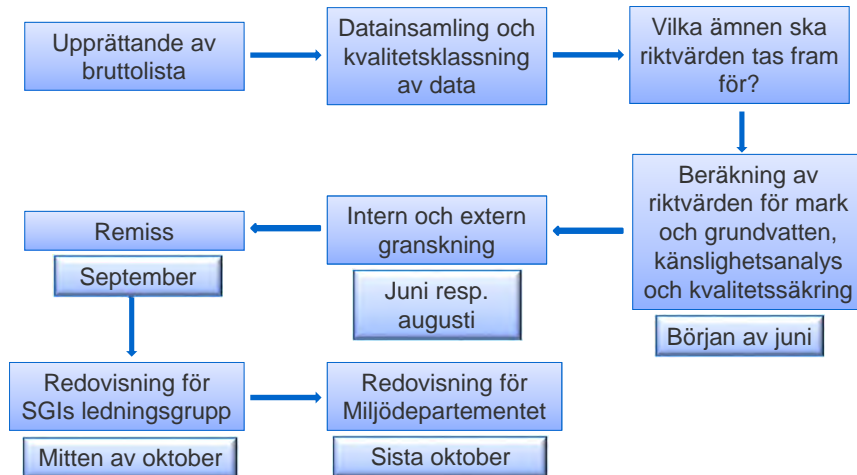 Upprättande av
bruttolista
Datainsamling och
kvalitetsklassning
av data
Vilka ämnen ska
riktvärden tas fram
för?
Beräkning av
riktvärden för mark
och grundvatten,
känslighetsanalys
och kvalitetssäkring
Början av juni
Intern och extern
granskning
Juni resp.
augusti
Remiss
September
Redovisning för
SGIs ledningsgrupp
Mitten av oktober
Redovisning för
Miljödepartementet
Sista oktober